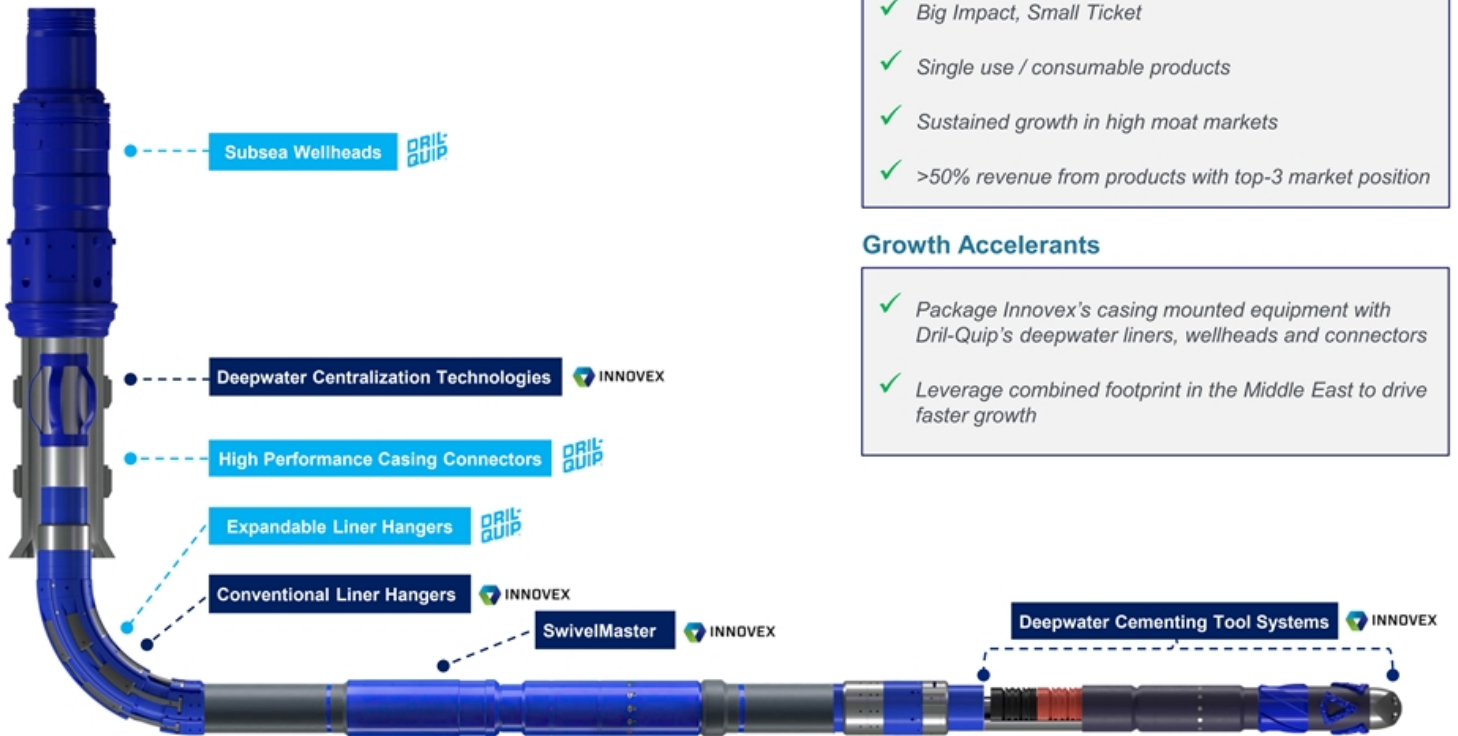 Big Impact, Small Ticket
Single use / consumable products
Sustained growth in high moat markets
>50% revenue from products with top-3 market position
Growth Accelerants
Package Innovex’s casing mounted equipment with
Dril-Quip’s deepwater liners, wellheads and connectors
Leverage combined footprint in the Middle East to drive
faster growth
Subsea Wellheads
DRIL-
QUIP
Deepwater Centralization Technologies
INNOVEX
High Performance Casing Connectors
DRIL-
QUIP
Expandable Liner Hangers
DRIL-
QUIP
Conventional Liner Hangers
INNOVEX
SwivelMaster
INNOVEX
Deepwater Cementing Tool Systems
INNOVEX